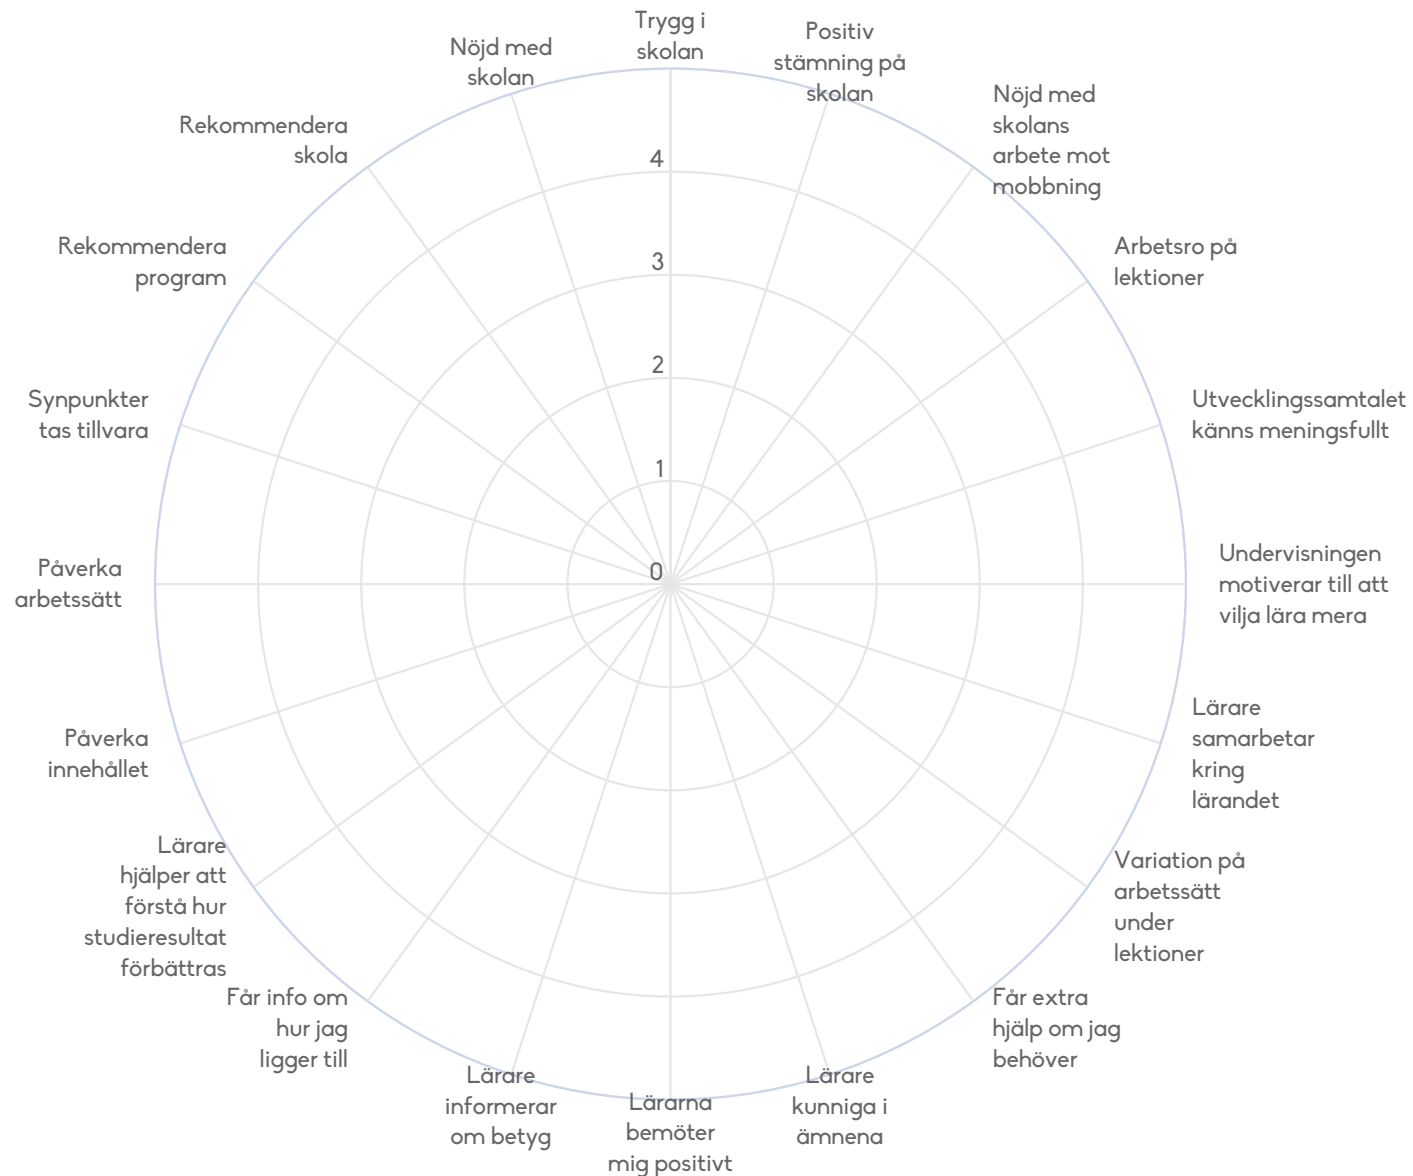 Trygg i
skolan
Positiv
stämning på
skolan
Nöjd med
skolans
arbete mot
mobbning
Arbetsro på
lektioner
Utvecklingssamtalet
känns meningsfullt
Undervisningen
motiverar till att
vilja lära mera
Lärare
samarbetar
kring
lärandet
Variation på
arbetssätt
under
lektioner
Får extra
hjälp om jag
behöver
Lärare
kunniga i
ämnena
Lärarna
bemöter
mig positivt
Lärare
informerar
om betyg
Får info om
hur jag
ligger till
Lärare
hjälper att
förstå hur
studieresultat
förbättras
Påverka
innehållet
Påverka
arbetssätt
Synpunkter
tas tillvara
Rekommendera
program
Rekommendera
skola
Nöjd med
skolan
4
3
2
1
0